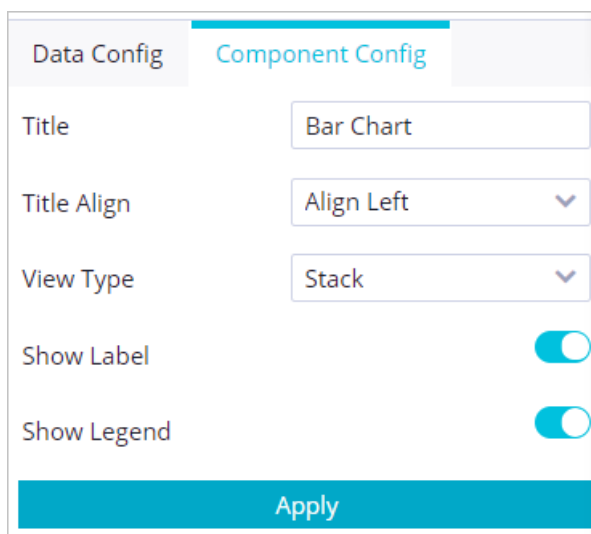 Data Config Component Config
Title Bar Chart
Title Align Align Left
View Type Stack
Show Label
Show Legend
Apply